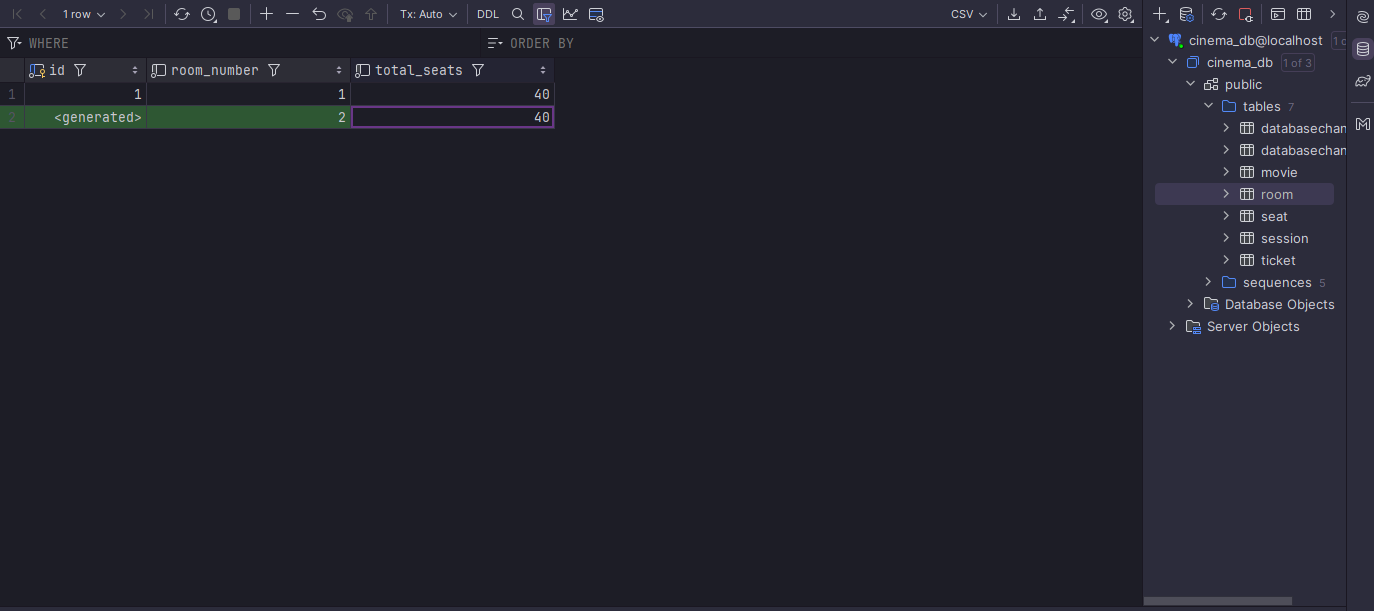 1 row Tx: Auto DDL CSV
WHERE ORDER BY
id room_number total_seats
1 1 1 40
2 <generated> 2 40
cinema_db@localhost 1 c
cinema_db 1 of 3
public
tables 7
databasechan
databasechan
movie
room
seat
session
ticket
sequences 5
Database Objects
Server Objects